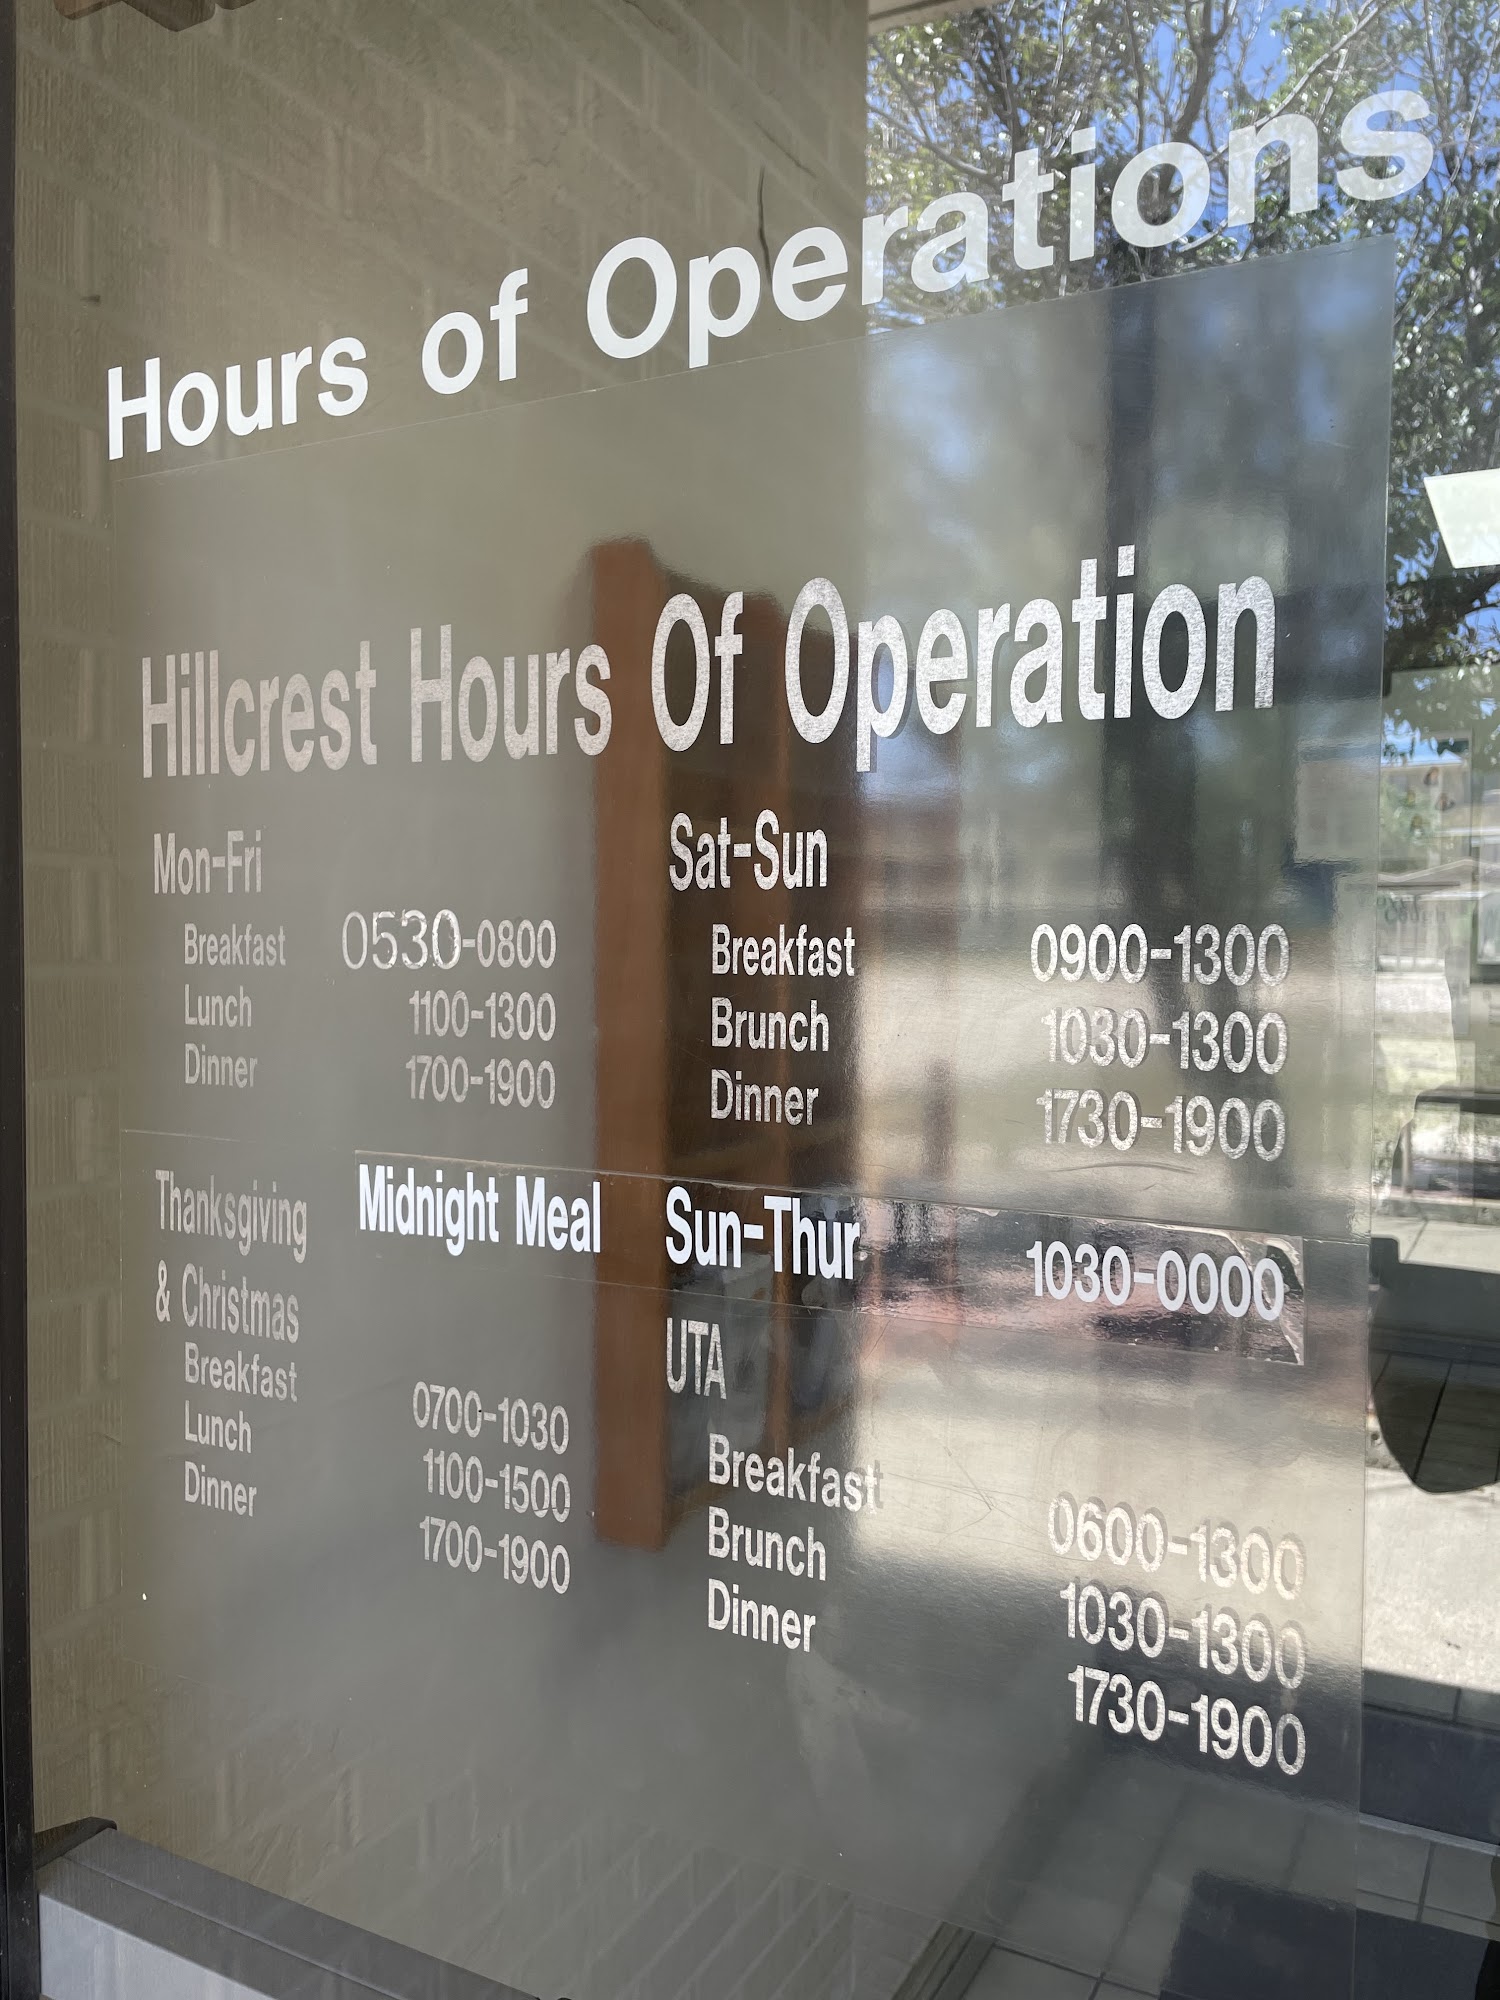 Hours of Operations
Hillcrest Hours Of Operation
Mon-Fri
Breakfast 0530-0800
Lunch 1100-1300
Dinner 1700-1900
Sat-Sun
Breakfast 0900-1300
Brunch 1030-1300
Dinner 1730-1900
Midnight Meal Sun-Thur 1030-0000
Thanksgiving
& Christmas
Breakfast 0700-1030
Lunch 1100-1500
Dinner 1700-1900
UTA
Breakfast 0600-1300
Brunch 1030-1300
Dinner 1730-1900